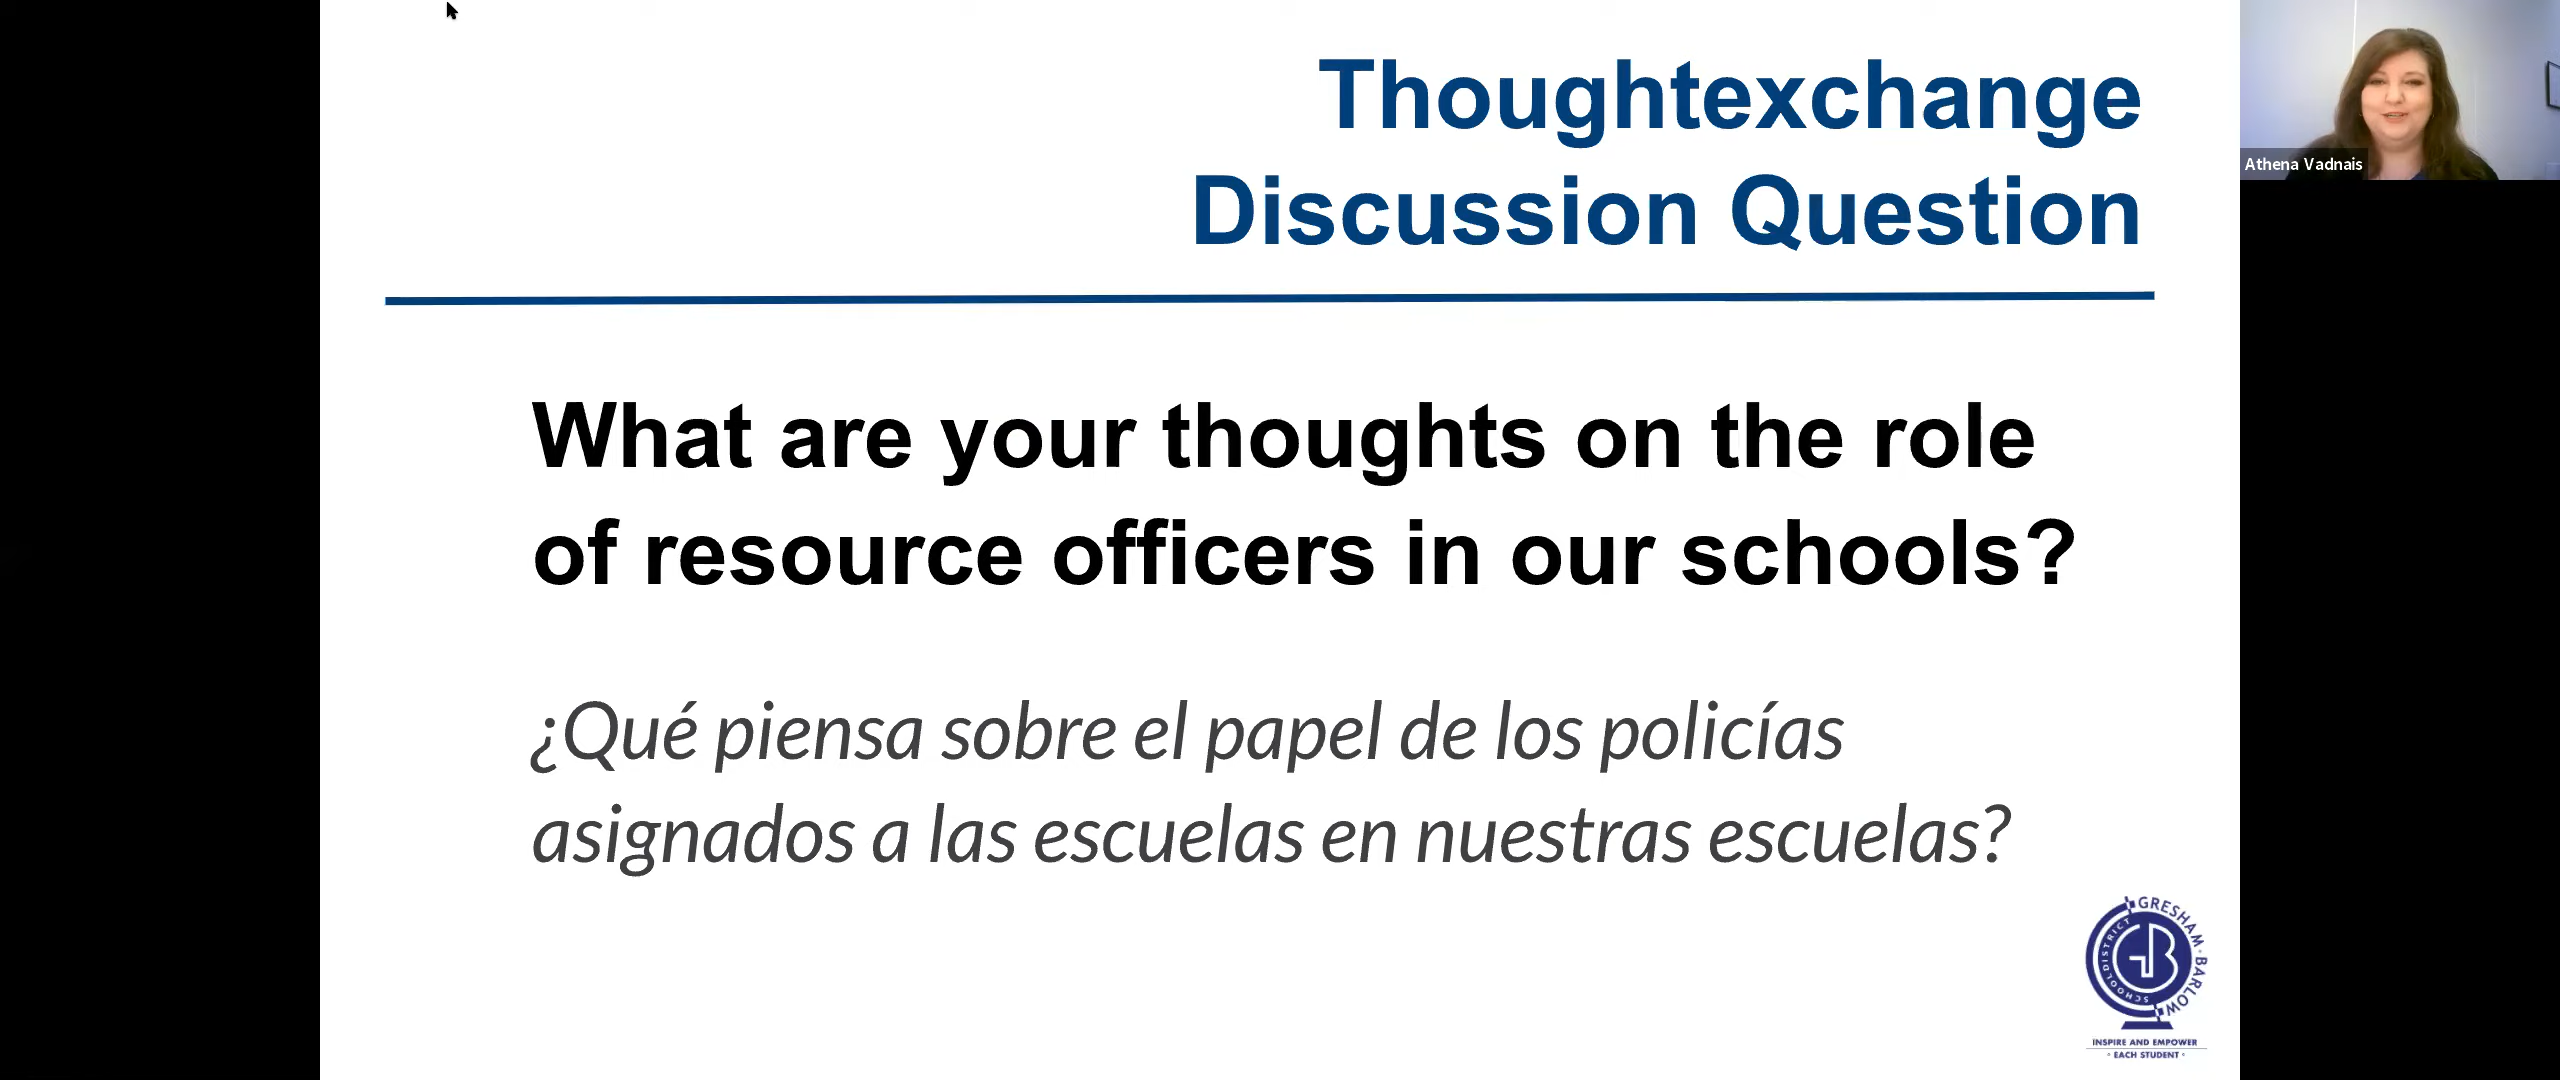 Thoughtexchange
Discussion Question
Athena Vadnais
What are your thoughts on the role
of resource officers in our schools?
¿Qué piensa sobre el papel de los policías
asignados a las escuelas en nuestras escuelas?
GRESHAM·BARLOW
SCHOOL DISTRICT
GB
INSPIRE AND EMPOWER
• EACH STUDENT •